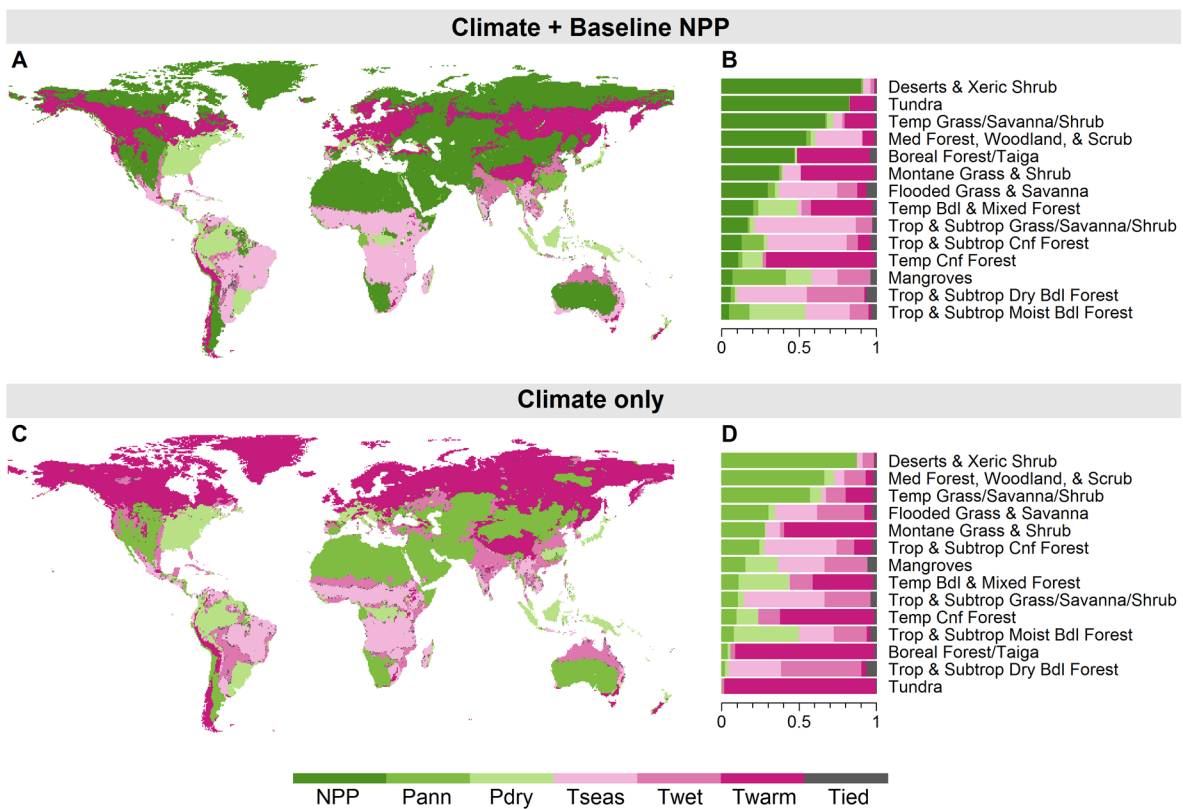 Climate + Baseline NPP
A
B
Deserts & Xeric Shrub
Tundra
Temp Grass/Savanna/Shrub
Med Forest, Woodland, & Scrub
Boreal Forest/Taiga
Montane Grass & Shrub
Flooded Grass & Savanna
Temp Bdl & Mixed Forest
Trop & Subtrop Grass/Savanna/Shrub
Trop & Subtrop Cnf Forest
Temp Cnf Forest
Mangroves
Trop & Subtrop Dry Bdl Forest
Trop & Subtrop Moist Bdl Forest
0 0.5 1
Climate only
C
D
Deserts & Xeric Shrub
Med Forest, Woodland, & Scrub
Temp Grass/Savanna/Shrub
Flooded Grass & Savanna
Montane Grass & Shrub
Trop & Subtrop Cnf Forest
Mangroves
Temp Bdl & Mixed Forest
Trop & Subtrop Grass/Savanna/Shrub
Temp Cnf Forest
Trop & Subtrop Moist Bdl Forest
Boreal Forest/Taiga
Trop & Subtrop Dry Bdl Forest
Tundra
0 0.5 1
NPP Pann Pdry Tseas Twet Twarm Tied